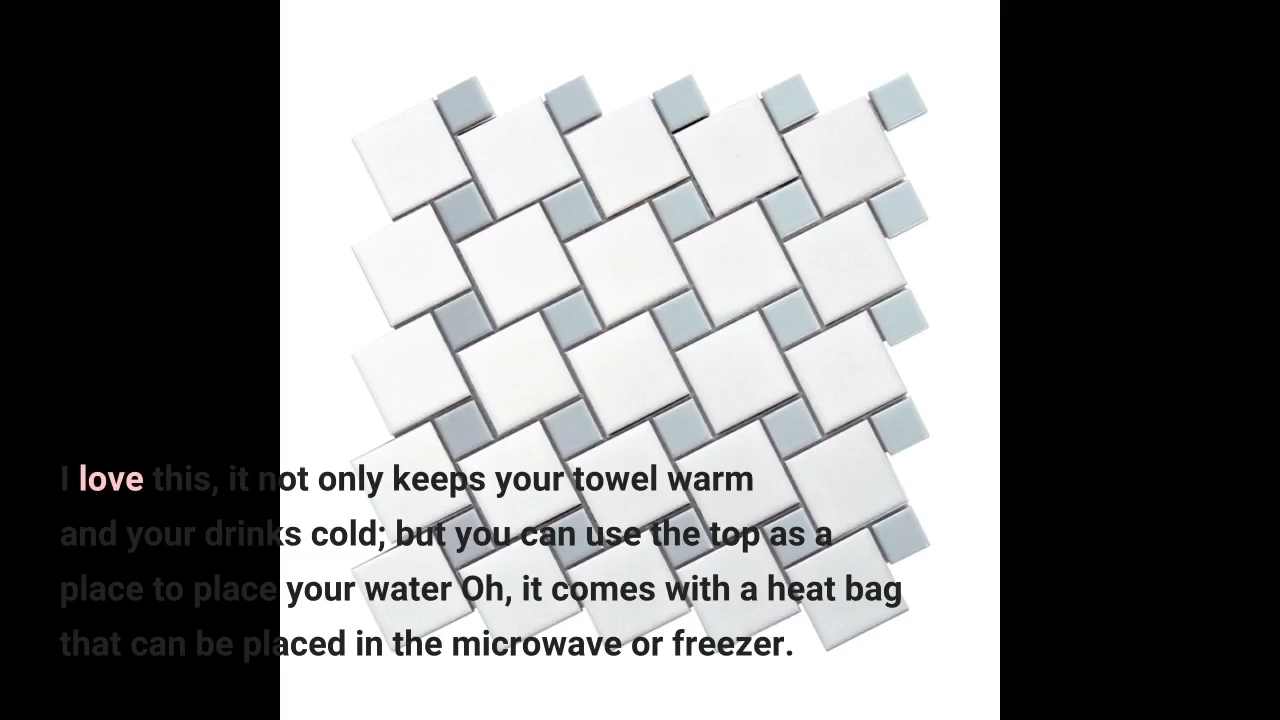 I love this, it not only keeps your towel warm
and your drinks cold; but you can use the top as a
place to place your water Oh, it comes with a heat bag
that can be placed in the microwave or freezer.